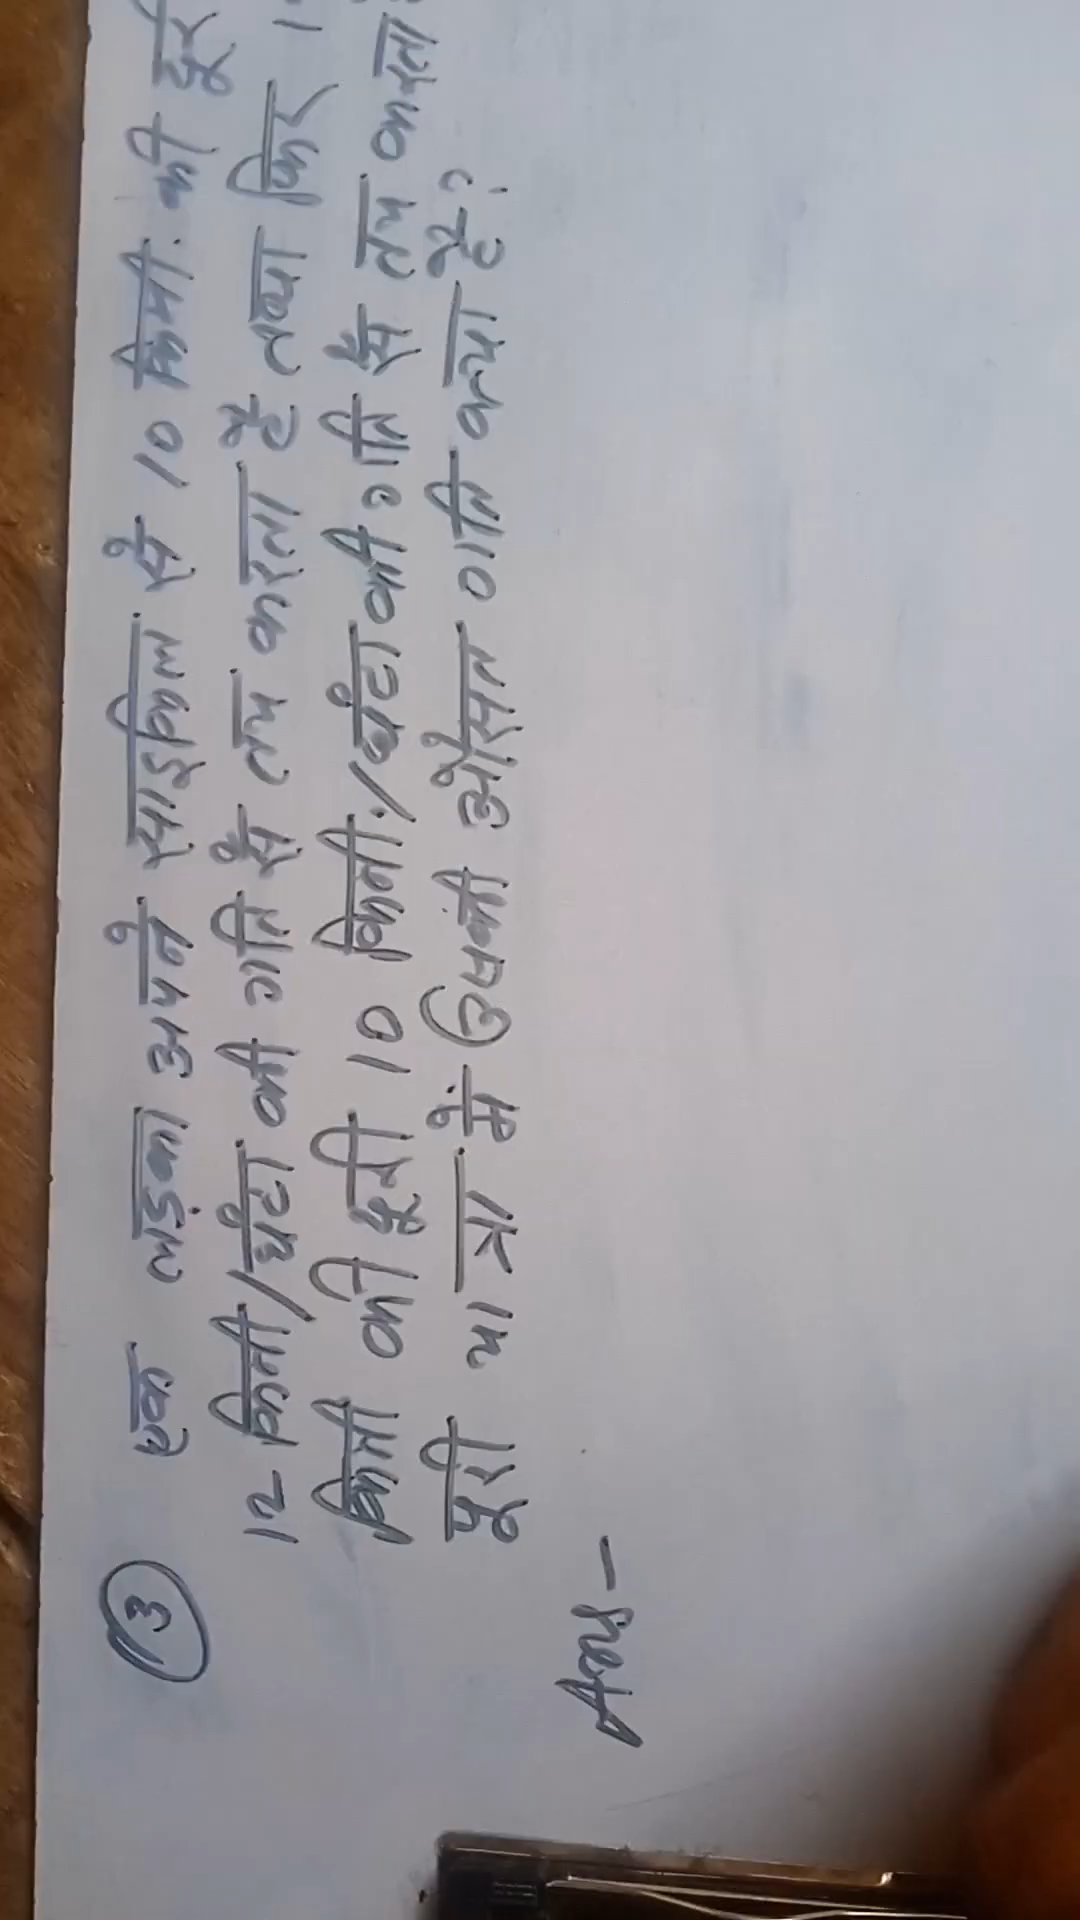 ③ एक लड़का अपने साइकिल से 10 किमी. की दूर
12 किमी/घंटा की गति से तय करता है तथा फिर 1
किमी की दूरी 10 किमी./घंटा की गति से तय करता
पूरी यात्रा में उसकी औसत गति क्या है?
Ans -